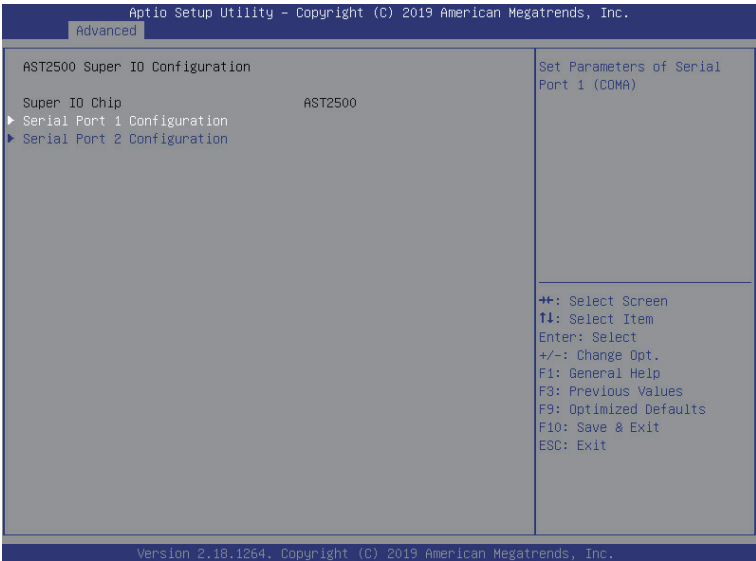 Aptio Setup Utility – Copyright (C) 2019 American Megatrends, Inc.
Advanced
AST2500 Super IO Configuration
Super IO Chip AST2500
▶ Serial Port 1 Configuration
▶ Serial Port 2 Configuration
Set Parameters of Serial
Port 1 (COMA)
→←: Select Screen
↑↓: Select Item
Enter: Select
+/-: Change Opt.
F1: General Help
F3: Previous Values
F9: Optimized Defaults
F10: Save & Exit
ESC: Exit
Version 2.18.1264. Copyright (C) 2019 American Megatrends, Inc.